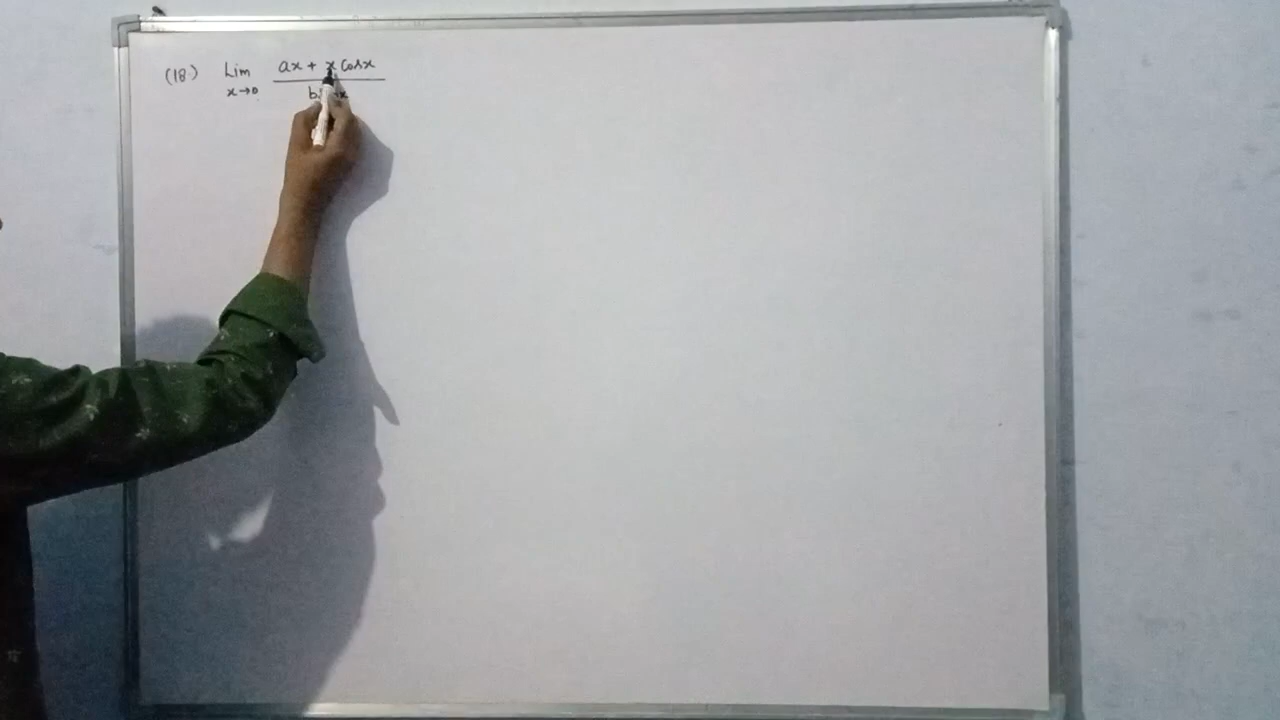 (18.) Lim ax + x Cosx
x→0 b x